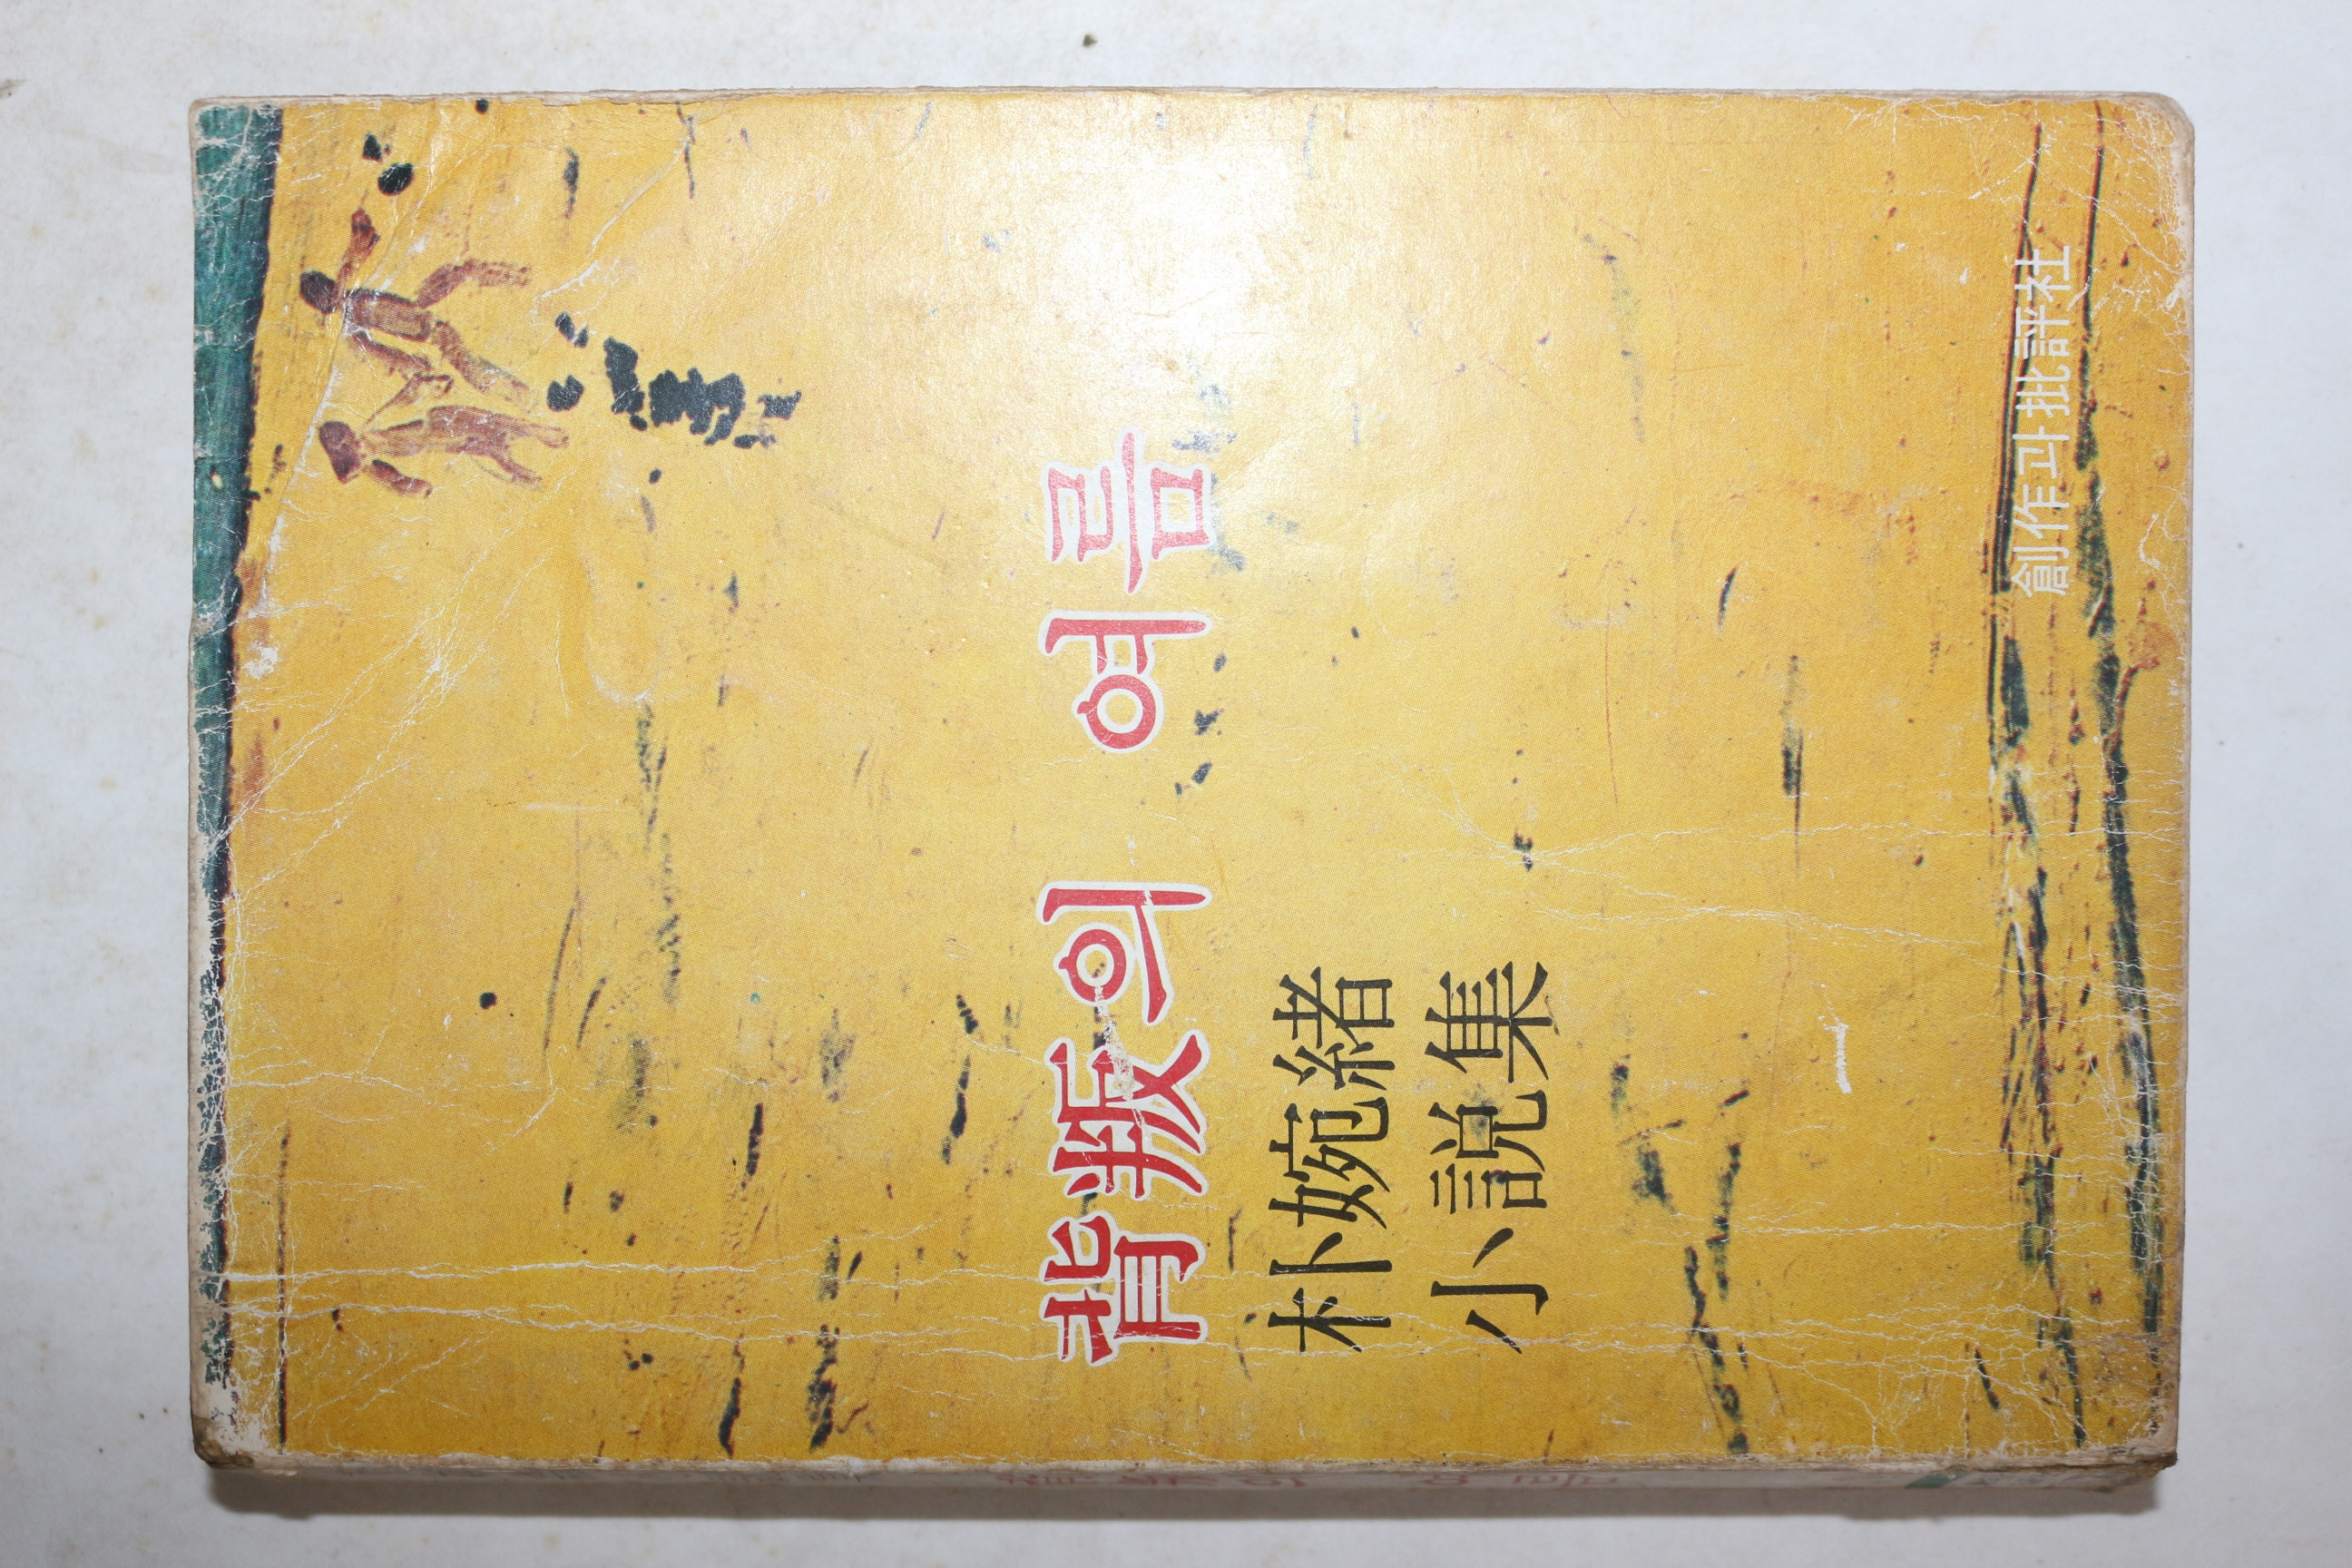 背叛의 여름
朴婉緖
小說集
創作과批評社